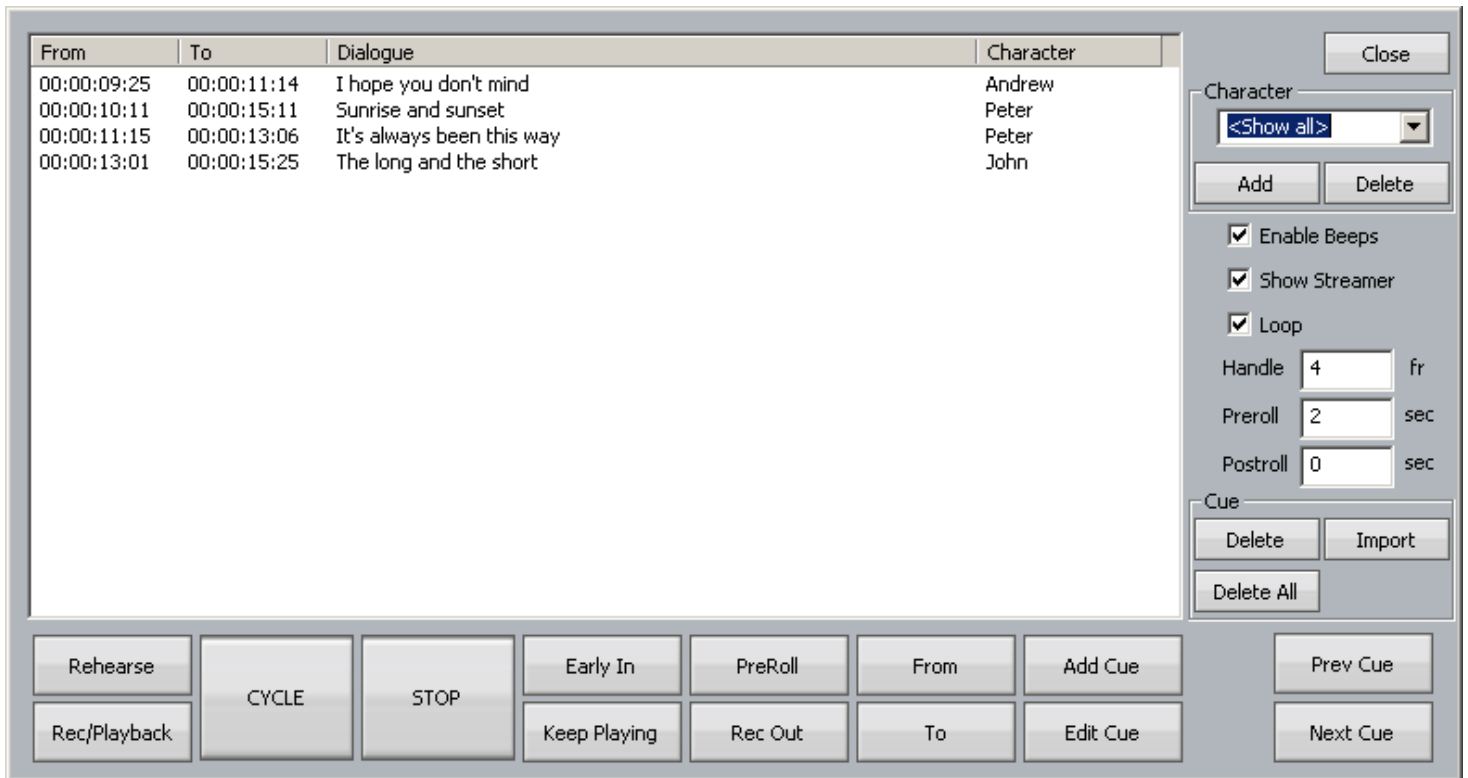 From To Dialogue Character
00:00:09:25 00:00:11:14 I hope you don't mind Andrew
00:00:10:11 00:00:15:11 Sunrise and sunset Peter
00:00:11:15 00:00:13:06 It's always been this way Peter
00:00:13:01 00:00:15:25 The long and the short John
Close
Character
<Show all>
Add Delete
Enable Beeps
Show Streamer
Loop
Handle 4 fr
Preroll 2 sec
Postroll 0 sec
Cue
Delete Import
Delete All
Rehearse CYCLE STOP Early In PreRoll From Add Cue Prev Cue
Rec/Playback Keep Playing Rec Out To Edit Cue Next Cue